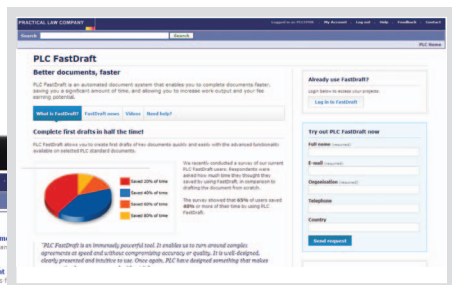 PRACTICAL LAW COMPANY
My Account Log out Help Feedback Contact
Search Search
PLC Home
PLC FastDraft
Better documents, faster
PLC FastDraft is an automated document system that enables you to complete documents faster,
saving you a significant amount of time, and allowing you to increase work output and your fee
earning potential.
What is FastDraft? FastDraft news Videos Need help?
Complete first drafts in half the time!
PLC FastDraft allows you to create first drafts of key documents quickly and easily with the advanced functionality
available on selected PLC standard documents.
Saved 20% of time
Saved 40% of time
Saved 60% of time
Saved 80% of time
We recently conducted a survey of our current
PLC FastDraft users. Respondents were
asked how much time they thought they
saved by using FastDraft, in comparison to
drafting the document from scratch.
The survey showed that 65% of users saved
40% or more of their time by using PLC
FastDraft.
"PLC FastDraft is an immensely powerful tool. It enables us to turn around complex
agreements at speed and without compromising accuracy or quality. It is well-designed,
clearly presented and intuitive to use. Once again, PLC have designed something that makes
Already use FastDraft?
Login below to access your projects
Log in to FastDraft
Try out PLC FastDraft now
Full name (required)
E-mail (required)
Organisation (required)
Telephone
Country
Send request